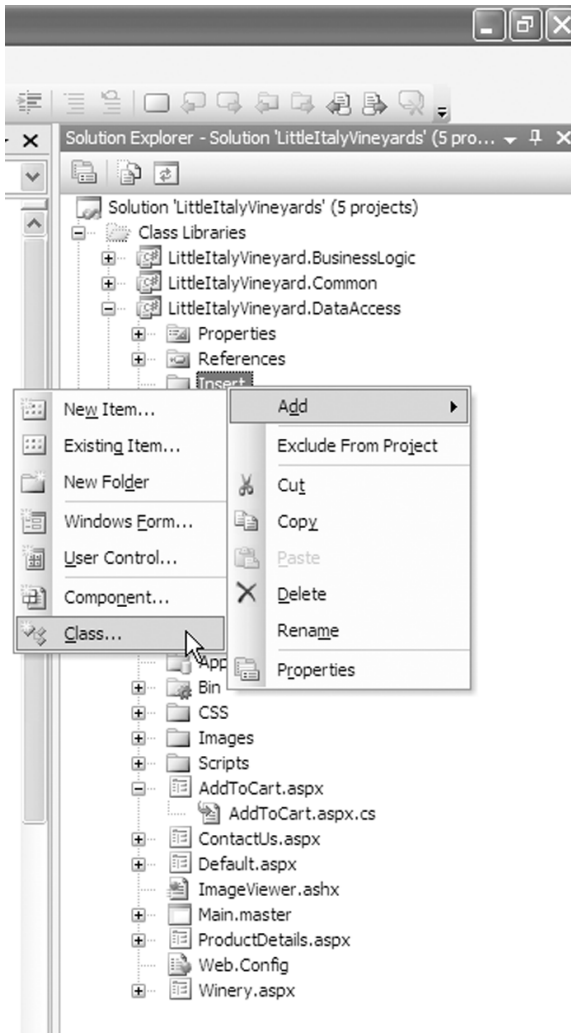 Solution Explorer - Solution 'LittleItalyVineyards' (5 pro...
Solution 'LittleItalyVineyards' (5 projects)
Class Libraries
LittleItalyVineyard.BusinessLogic
LittleItalyVineyard.Common
LittleItalyVineyard.DataAccess
Properties
References
Insert
Add
Exclude From Project
Cut
Copy
Paste
Delete
Rename
Properties
New Item...
Existing Item...
New Folder
Windows Form...
User Control...
Component...
Class...
Bin
CSS
Images
Scripts
AddToCart.aspx
AddToCart.aspx.cs
ContactUs.aspx
Default.aspx
ImageViewer.ashx
Main.master
ProductDetails.aspx
Web.Config
Winery.aspx